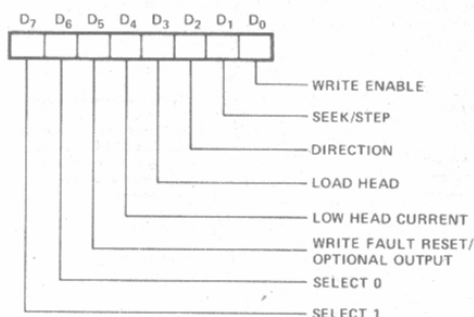 D7 D6 D5 D4 D3 D2 D1 D0
WRITE ENABLE
SEEK/STEP
DIRECTION
LOAD HEAD
LOW HEAD CURRENT
WRITE FAULT RESET/
OPTIONAL OUTPUT
SELECT 0
SELECT 1